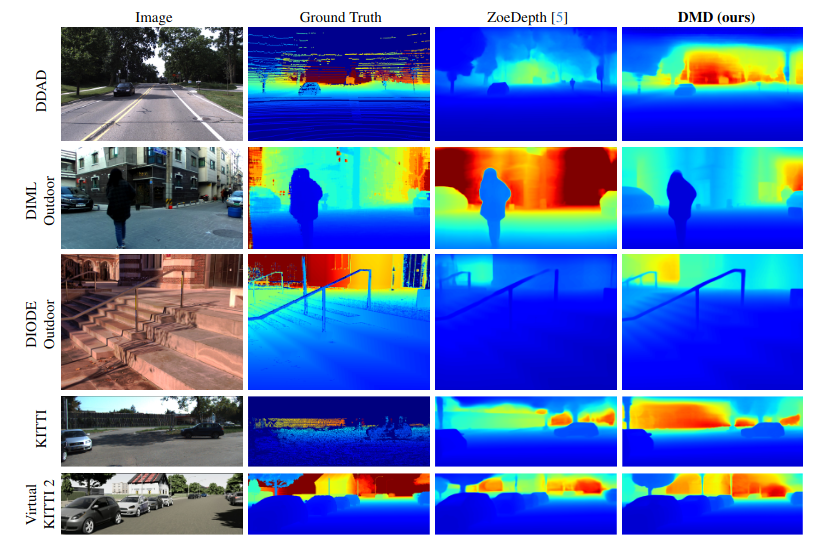 Image
Ground Truth
ZoeDepth [5]
DMD (ours)
DDAD
DIML
Outdoor
DIODE
Outdoor
KITTI
Virtual
KITTI 2